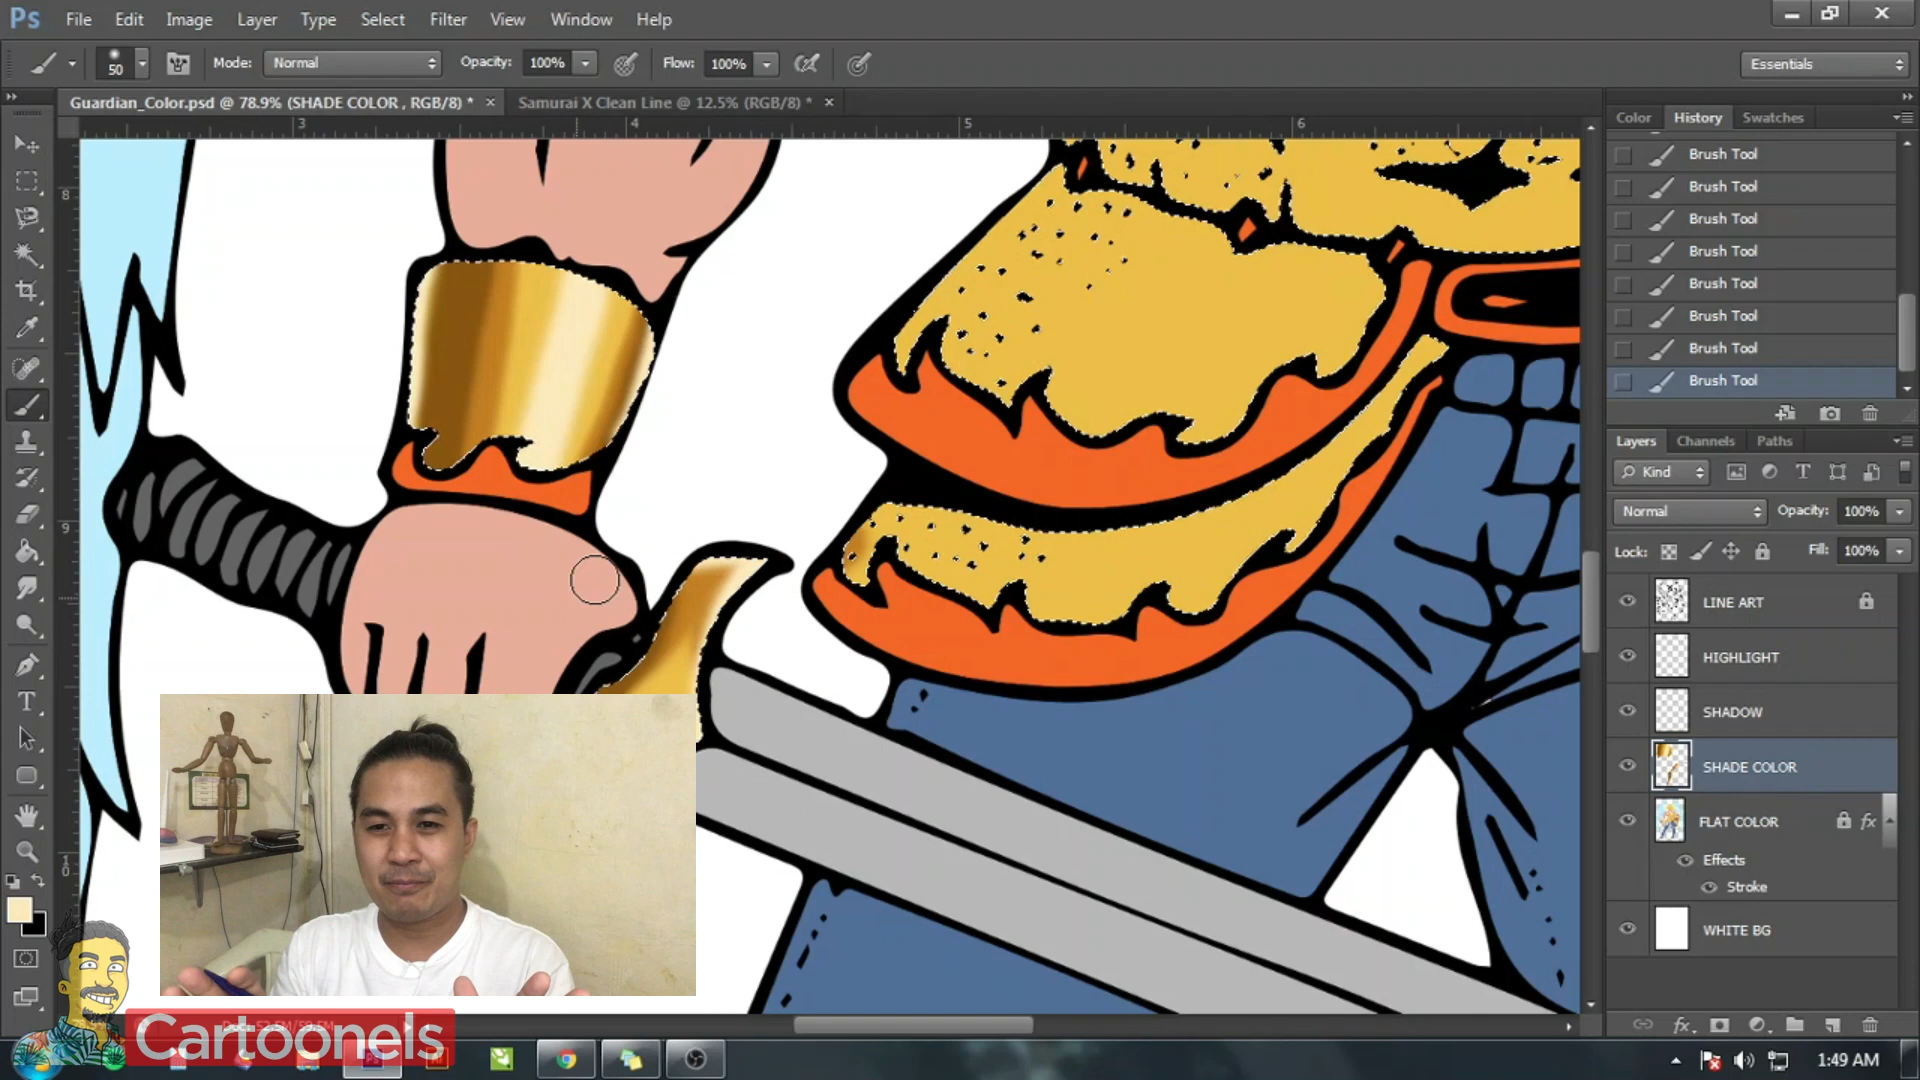 Ps File Edit Image Layer Type Select Filter View Window Help
50 Mode: Normal Opacity: 100% Flow: 100% Essentials
Guardian_Color.psd @ 78.9% (SHADE COLOR , RGB/8) * × Samurai X Clean Line @ 12.5% (RGB/8) * ×
3 4 5 6
8
9
10
Color History Swatches
Brush Tool
Brush Tool
Brush Tool
Brush Tool
Brush Tool
Brush Tool
Brush Tool
Brush Tool
Layers Channels Paths
Kind
Normal Opacity: 100%
Lock: Fill: 100%
LINE ART
HIGHLIGHT
SHADOW
SHADE COLOR
FLAT COLOR fx
Effects
Stroke
WHITE BG
fx
Cartoonels
1:49 AM